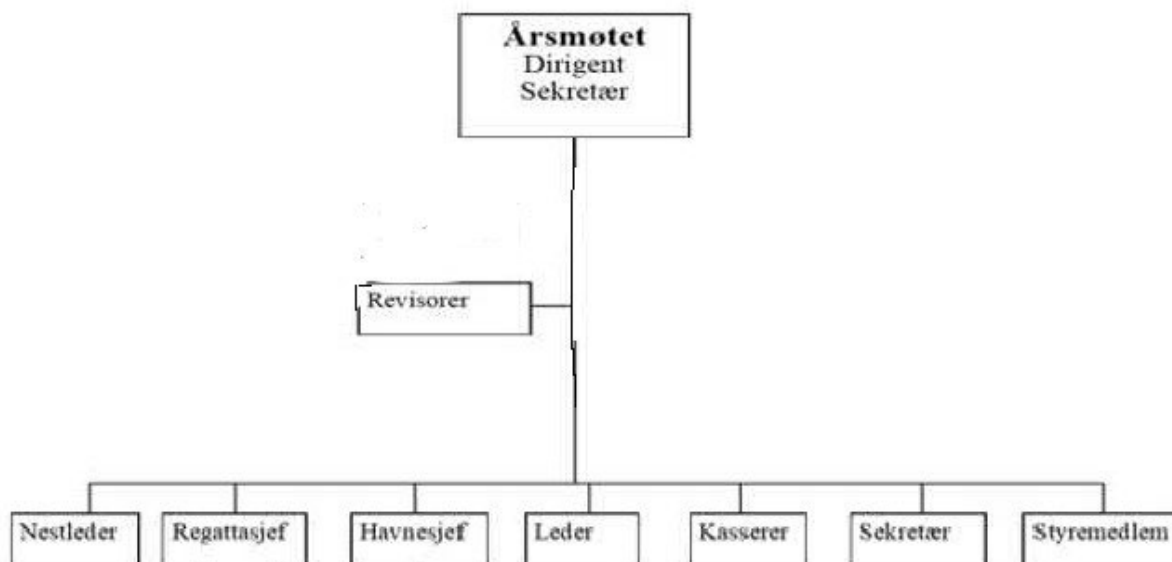 Årsmøtet
Dirigent
Sekretær
Revisorer
Nestleder
Regattasjef
Havnesjef
Leder
Kasserer
Sekretær
Styremedlem